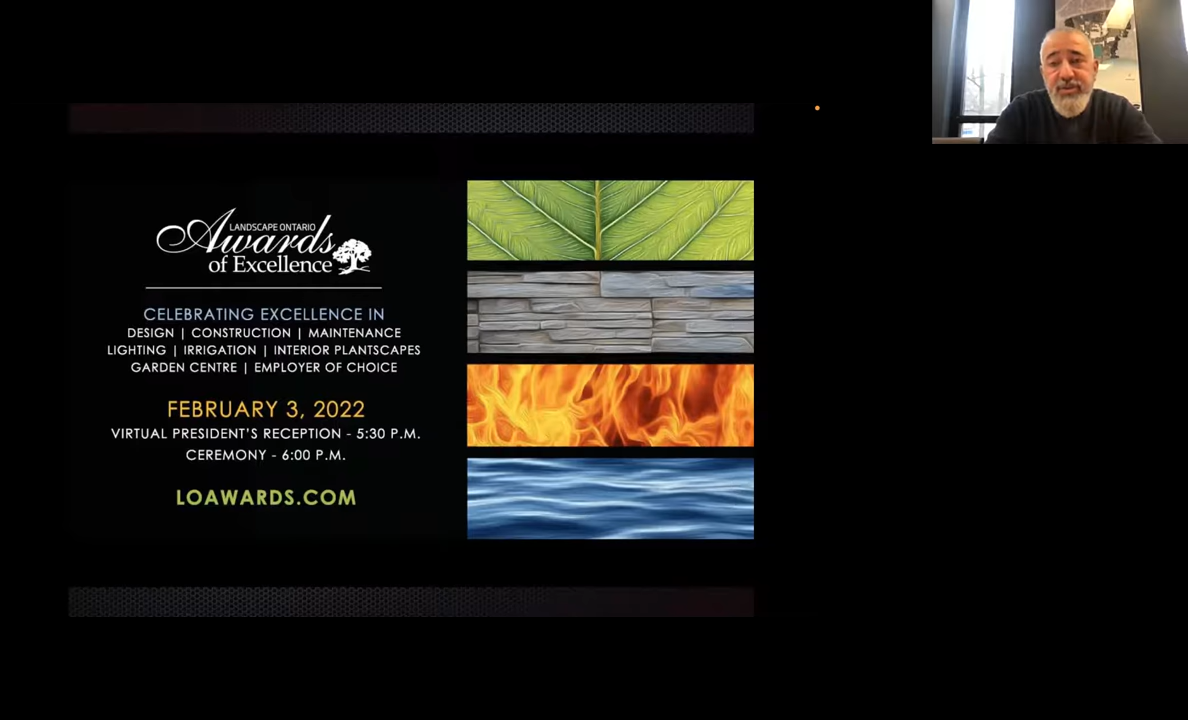 LANDSCAPE ONTARIO
Awards
of Excellence
CELEBRATING EXCELLENCE IN
DESIGN | CONSTRUCTION | MAINTENANCE
LIGHTING | IRRIGATION | INTERIOR PLANTSCAPES
GARDEN CENTRE | EMPLOYER OF CHOICE
FEBRUARY 3, 2022
VIRTUAL PRESIDENT'S RECEPTION - 5:30 P.M.
CEREMONY - 6:00 P.M.
LOAWARDS.COM